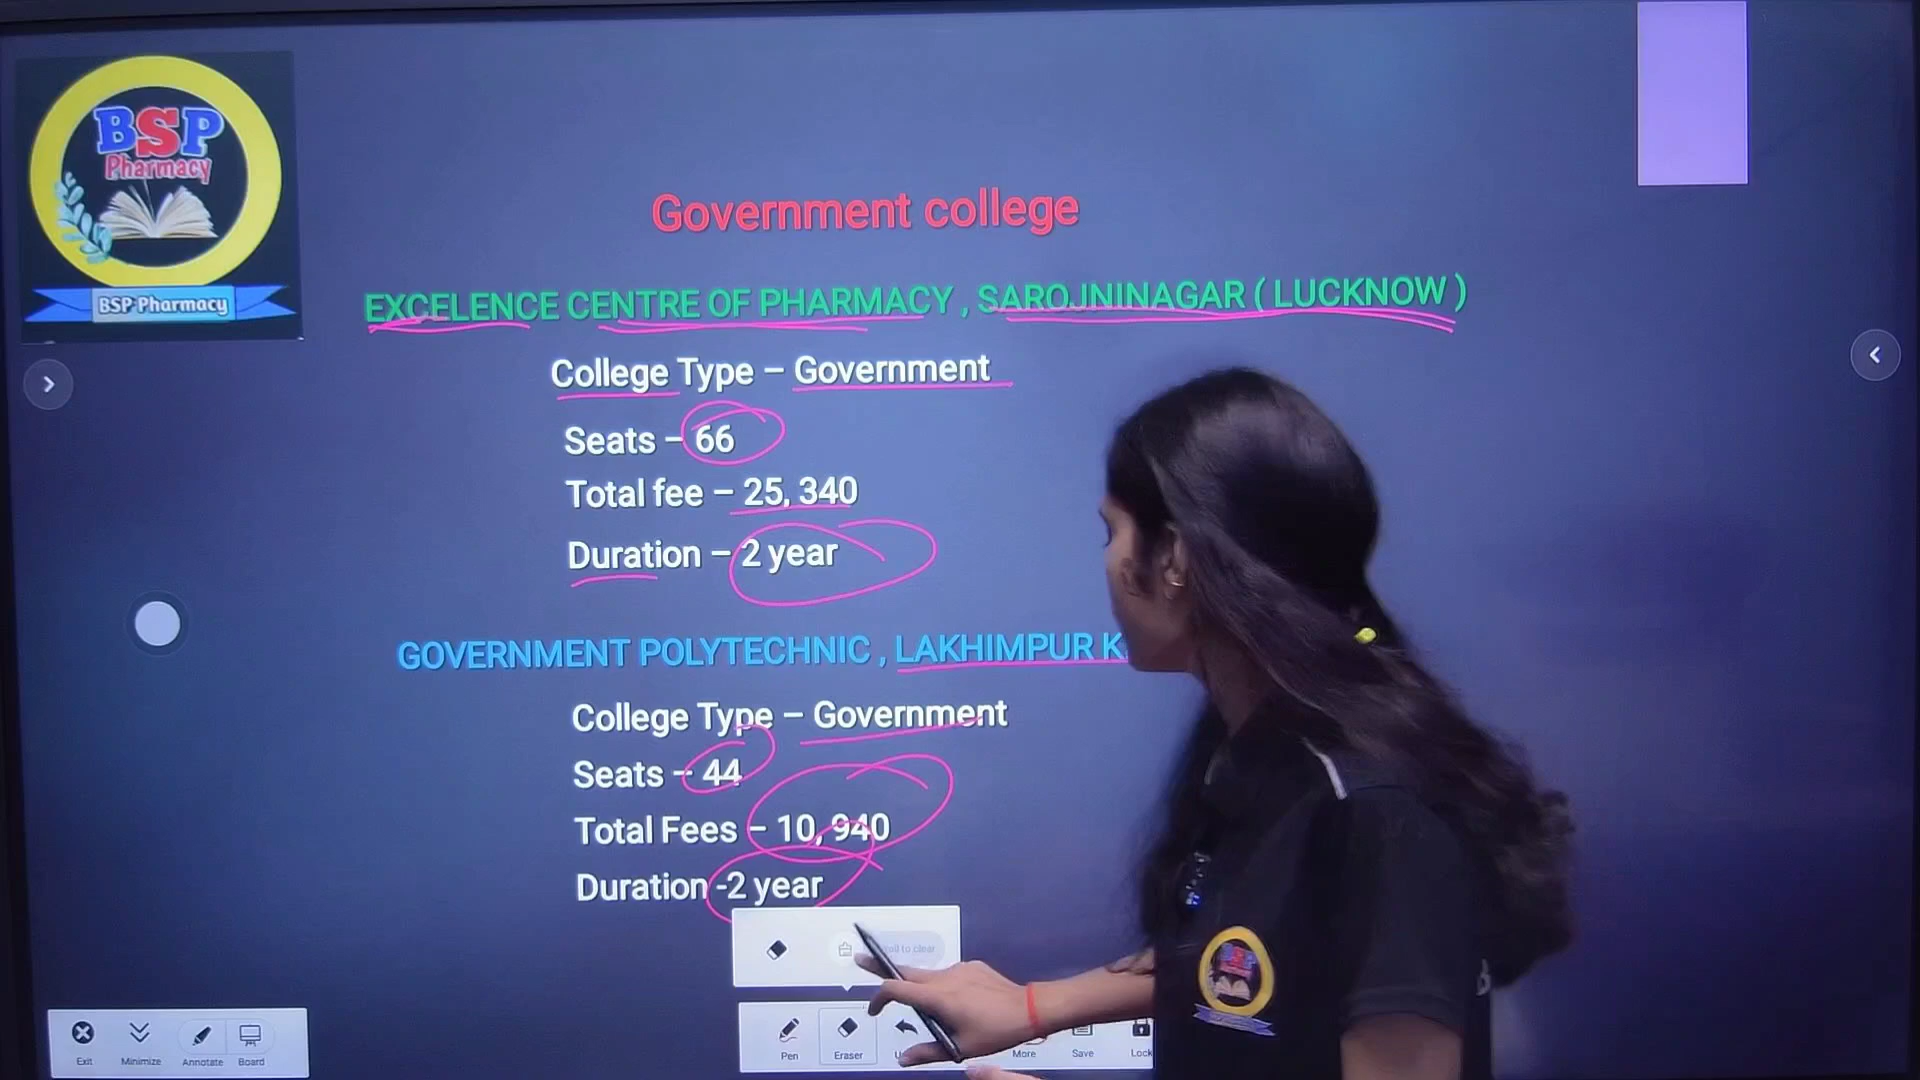 BSP
Pharmacy
BSP Pharmacy
Government college
EXCELENCE CENTRE OF PHARMACY , SAROJNINAGAR ( LUCKNOW )
College Type – Government
Seats – 66
Total fee – 25, 340
Duration – 2 year
GOVERNMENT POLYTECHNIC , LAKHIMPUR K
College Type – Government
Seats – 44
Total Fees – 10, 940
Duration -2 year
to clear
Exit Minimize Annotate Board
Pen Eraser More Save Lock